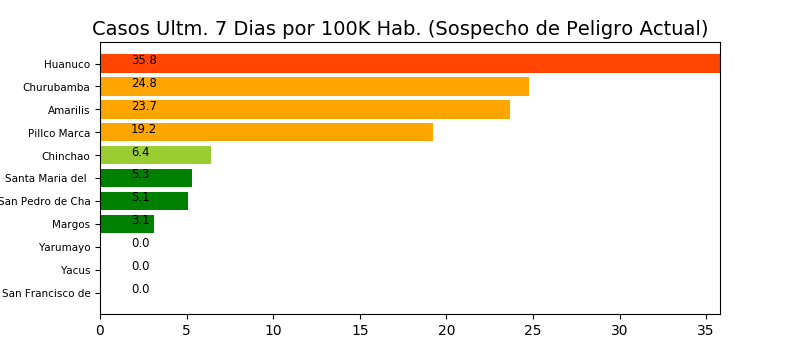 Casos Ultm. 7 Dias por 100K Hab. (Sospecho de Peligro Actual)
Huanuco 35.8
Churubamba 24.8
Amarilis 23.7
Pillco Marca 19.2
Chinchao 6.4
Santa Maria del 5.3
San Pedro de Cha 5.1
Margos 3.1
Yarumayo 0.0
Yacus 0.0
San Francisco de 0.0
0 5 10 15 20 25 30 35